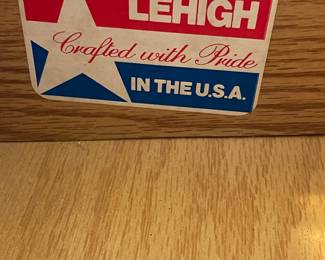 LEHIGH
Crafted with Pride
IN THE U.S.A.